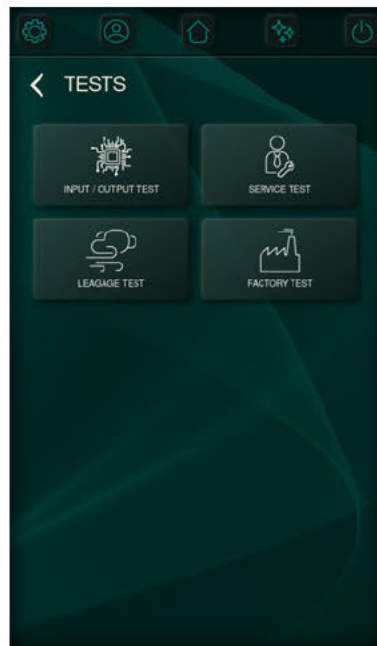 TESTS
INPUT / OUTPUT TEST
SERVICE TEST
LEAGAGE TEST
FACTORY TEST